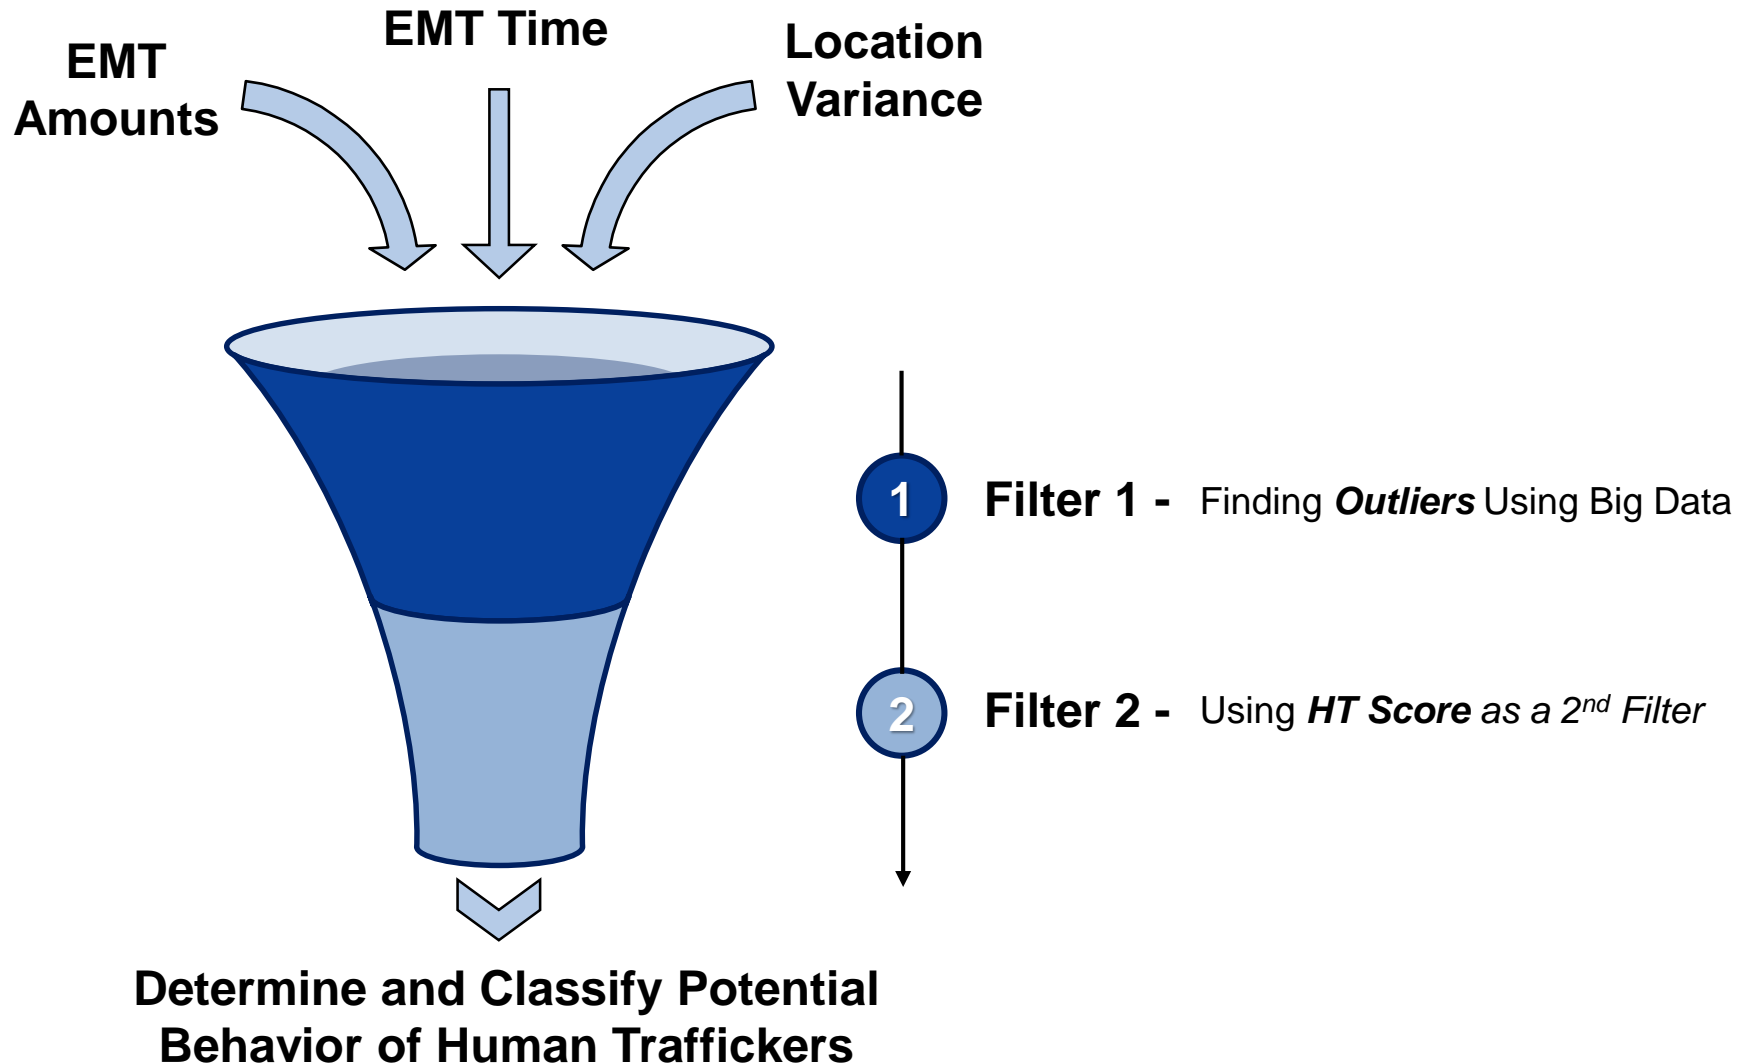 EMT Time
EMT
Amounts
Location
Variance
1
Filter 1 - Finding Outliers Using Big Data
2
Filter 2 - Using HT Score as a 2nd Filter
Determine and Classify Potential
Behavior of Human Traffickers